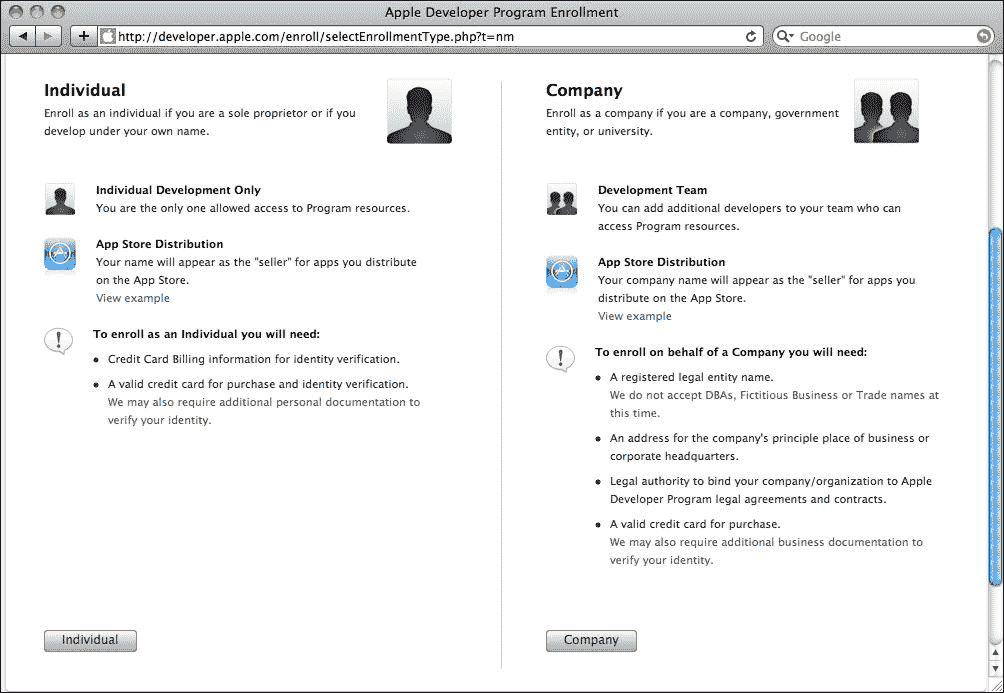 Apple Developer Program Enrollment
http://developer.apple.com/enroll/selectEnrollmentType.php?t=nm
Google
Individual
Enroll as an individual if you are a sole proprietor or if you
develop under your own name.
Individual Development Only
You are the only one allowed access to Program resources.
App Store Distribution
Your name will appear as the "seller" for apps you distribute
on the App Store.
View example
To enroll as an Individual you will need:
• Credit Card Billing information for identity verification.
• A valid credit card for purchase and identity verification.
We may also require additional personal documentation to
verify your identity.
Individual
Company
Enroll as a company if you are a company, government
entity, or university.
Development Team
You can add additional developers to your team who can
access Program resources.
App Store Distribution
Your company name will appear as the "seller" for apps you
distribute on the App Store.
View example
To enroll on behalf of a Company you will need:
• A registered legal entity name.
We do not accept DBAs, Fictitious Business or Trade names at
this time.
• An address for the company's principle place of business or
corporate headquarters.
• Legal authority to bind your company/organization to Apple
Developer Program legal agreements and contracts.
• A valid credit card for purchase.
We may also require additional business documentation to
verify your identity.
Company